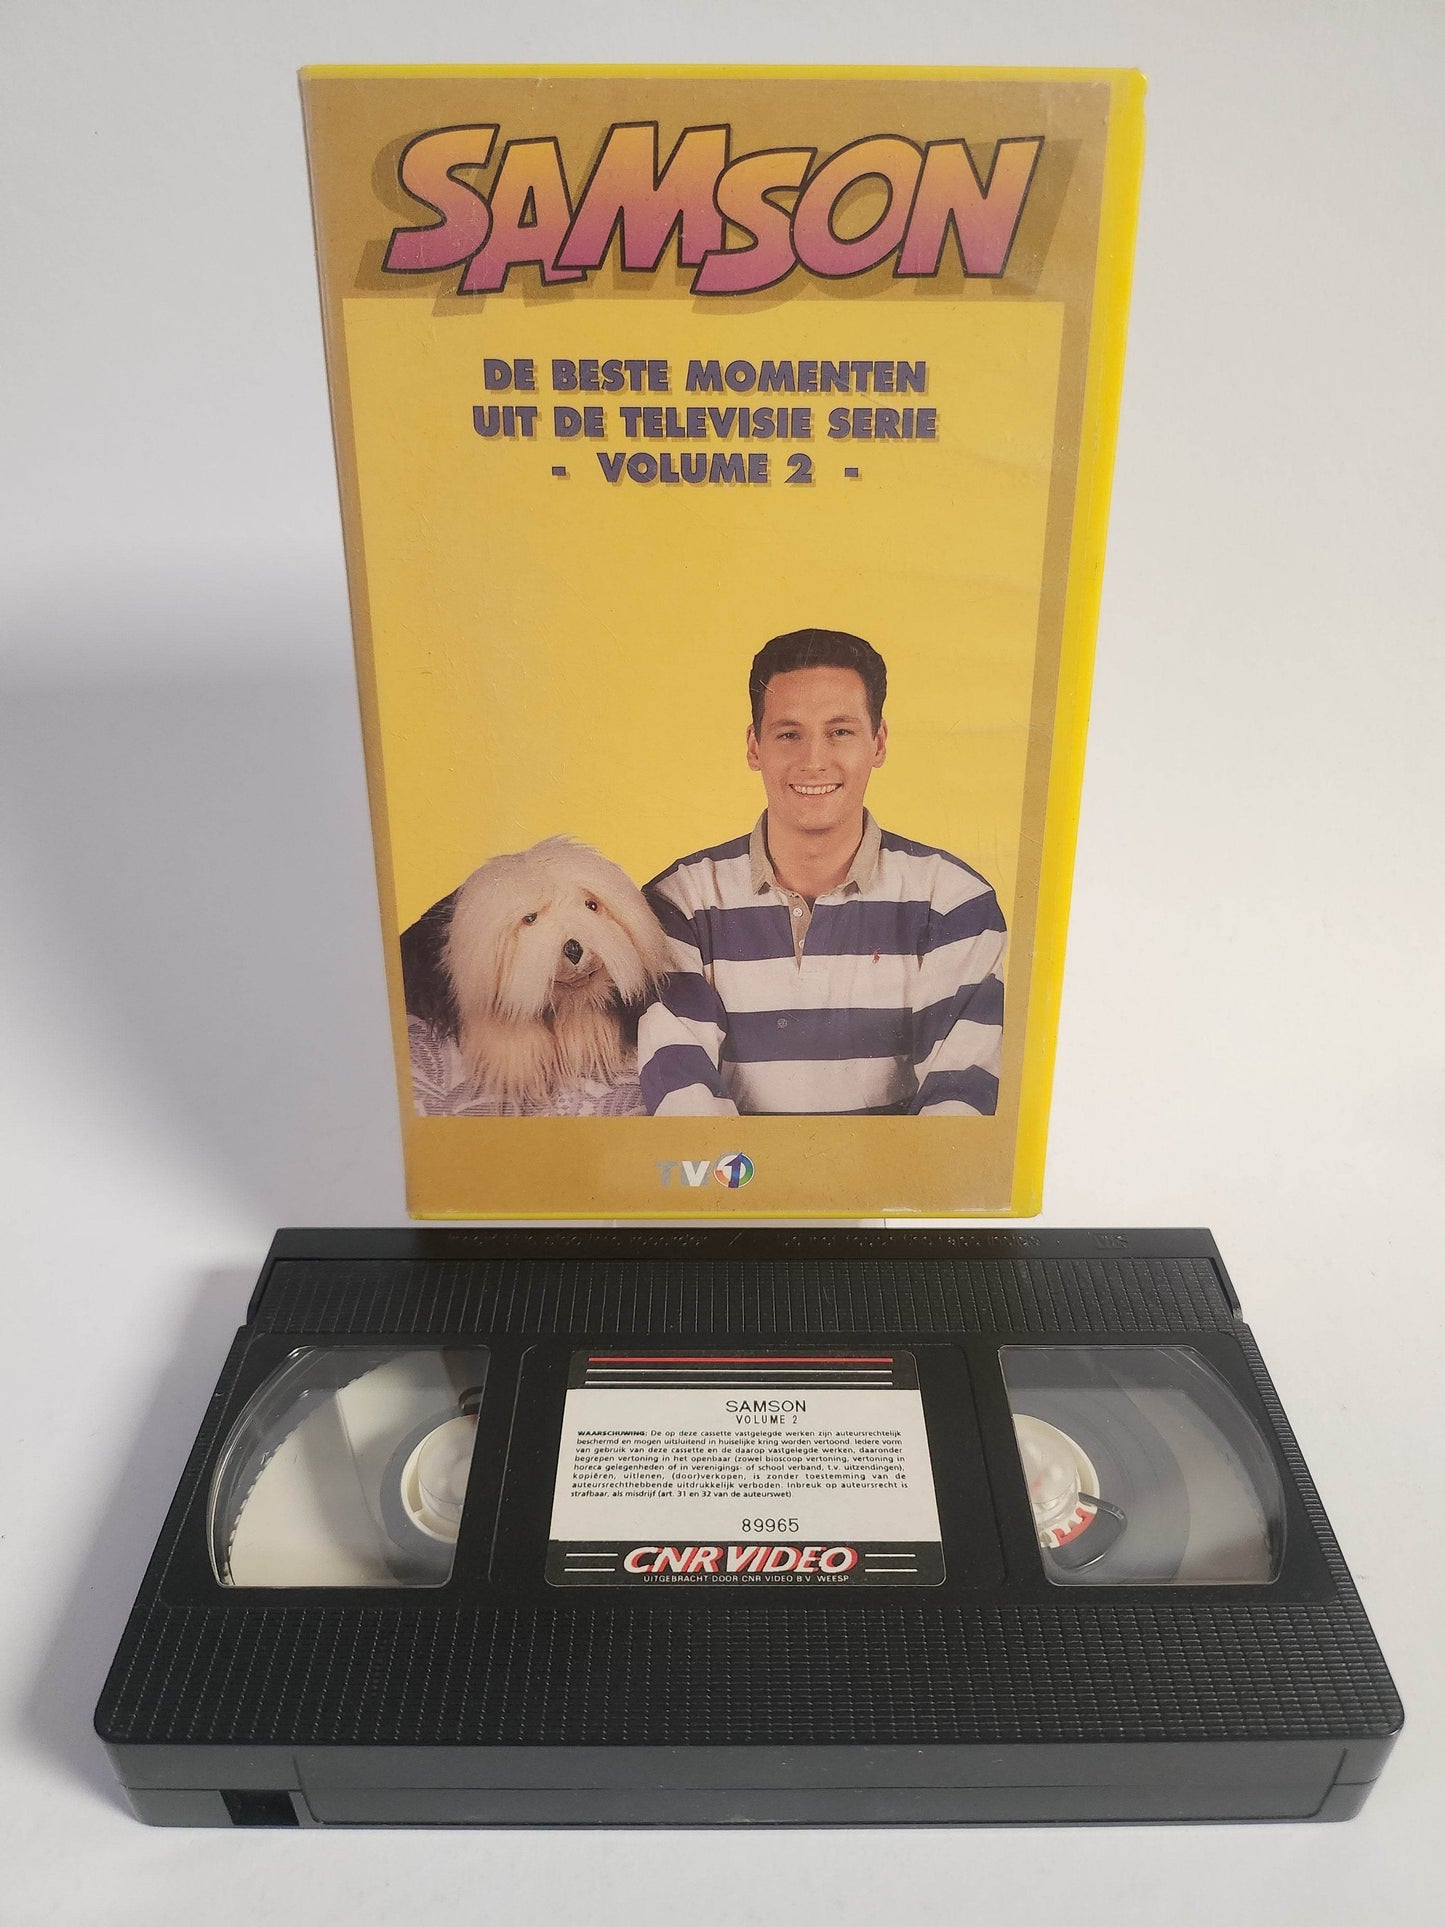 SAMSON
DE BESTE MOMENTEN
UIT DE TELEVISIE SERIE
- VOLUME 2 -
TV1
SAMSON
VOLUME 2
WAARSCHUWING: De op deze cassette vastgelegde werken zijn auteursrechtelijk
beschermd en mogen uitsluitend in huiselijke kring worden vertoond. Iedere vorm
van gebruik van deze cassette en de daarop vastgelegde werken, daaronder
begrepen vertoning in het openbaar (zowel bioscoop vertoning, vertoning in
horeca gelegenheden of in verenigings- of school verband, t.v. uitzendingen),
kopiëren, uitlenen, (door)verkopen, is zonder toestemming van de
auteursrechthebbende uitdrukkelijk verboden. Inbreuk op auteursrecht is
strafbaar, als misdrijf (art. 31 en 32 van de auteurswet).
89965
CNR VIDEO
UITGEBRACHT DOOR CNR VIDEO B.V. WEESP